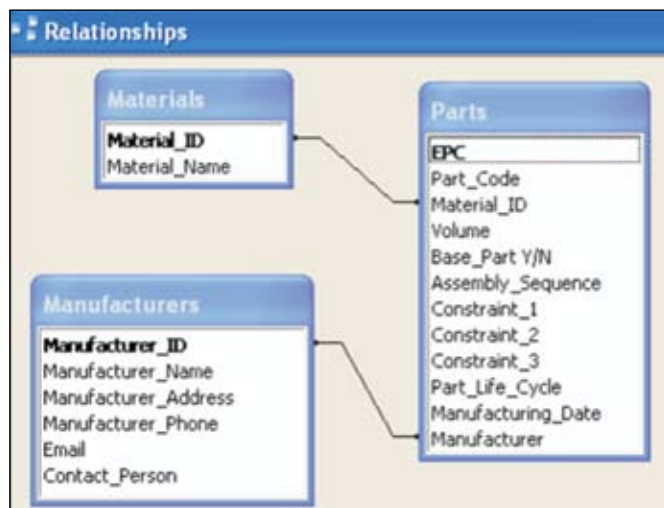 Relationships
Materials
Material_ID
Material_Name
Parts
EPC
Part_Code
Material_ID
Volume
Base_Part Y/N
Assembly_Sequence
Constraint_1
Constraint_2
Constraint_3
Part_Life_Cycle
Manufacturing_Date
Manufacturer
Manufacturers
Manufacturer_ID
Manufacturer_Name
Manufacturer_Address
Manufacturer_Phone
Email
Contact_Person